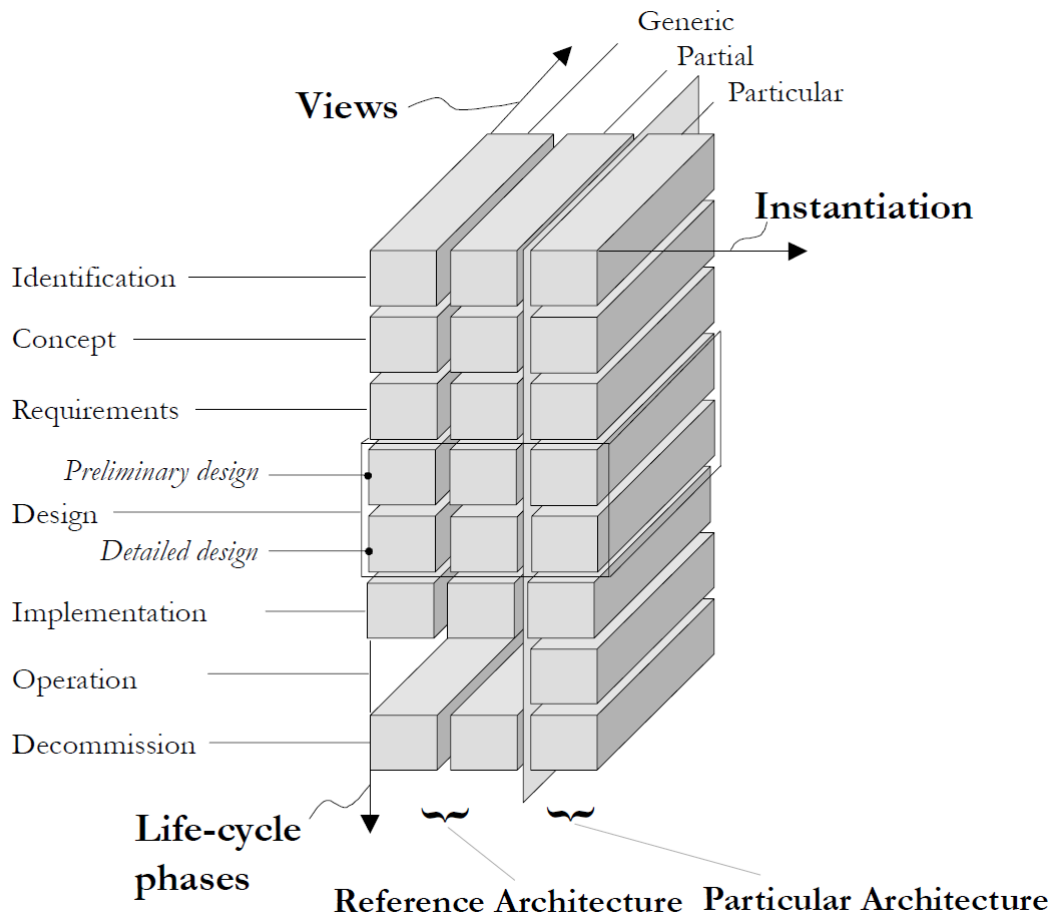 Generic
Partial
Views
Particular
Instantiation
Identification
Concept
Requirements
Preliminary design
Design
Detailed design
Implementation
Operation
Decommission
Life-cycle
phases
Reference Architecture
Particular Architecture